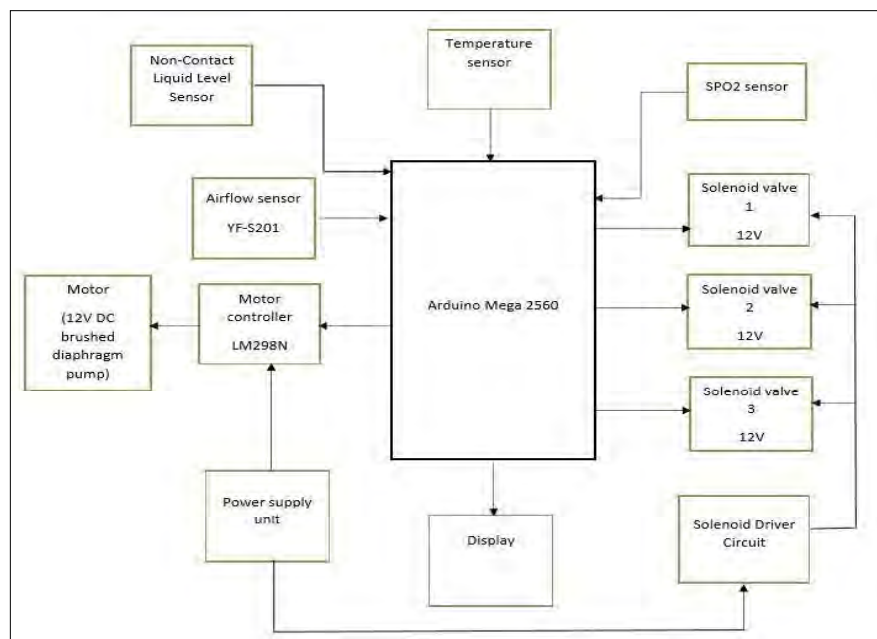 Non-Contact
Liquid Level
Sensor
Temperature
sensor
SPO2 sensor
Airflow sensor
YF-S201
Solenoid valve
1
12V
Motor
(12V DC
brushed
diaphragm
pump)
Motor
controller
LM298N
Arduino Mega 2560
Solenoid valve
2
12V
Solenoid valve
3
12V
Power supply
unit
Display
Solenoid Driver
Circuit